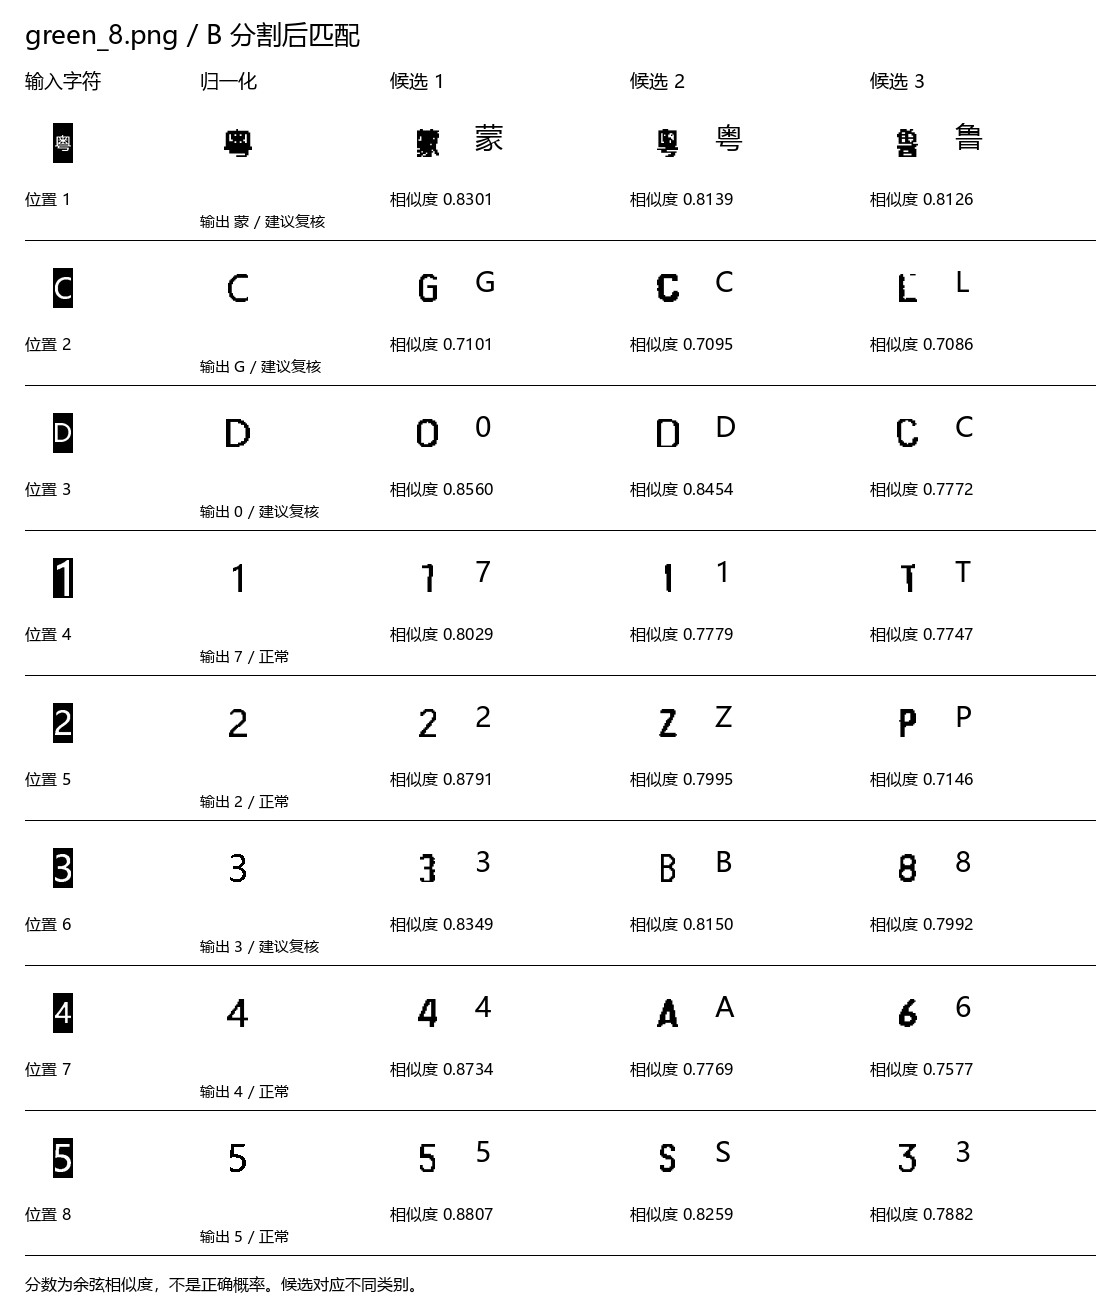 green_8.png / B 分割后匹配
输入字符 归一化 候选 1 候选 2 候选 3
粤 粤 蒙 蒙 粤 粤 鲁 鲁
位置 1 相似度 0.8301 相似度 0.8139 相似度 0.8126
输出 蒙 / 建议复核
C C G G C C L L
位置 2 相似度 0.7101 相似度 0.7095 相似度 0.7086
输出 G / 建议复核
D D 0 0 D D C C
位置 3 相似度 0.8560 相似度 0.8454 相似度 0.7772
输出 0 / 建议复核
1 1 7 7 1 1 T T
位置 4 相似度 0.8029 相似度 0.7779 相似度 0.7747
输出 7 / 正常
2 2 2 2 Z Z P P
位置 5 相似度 0.8791 相似度 0.7995 相似度 0.7146
输出 2 / 正常
3 3 3 3 B B 8 8
位置 6 相似度 0.8349 相似度 0.8150 相似度 0.7992
输出 3 / 建议复核
4 4 4 4 A A 6 6
位置 7 相似度 0.8734 相似度 0.7769 相似度 0.7577
输出 4 / 正常
5 5 5 5 S S 3 3
位置 8 相似度 0.8807 相似度 0.8259 相似度 0.7882
输出 5 / 正常
分数为余弦相似度，不是正确概率。候选对应不同类别。